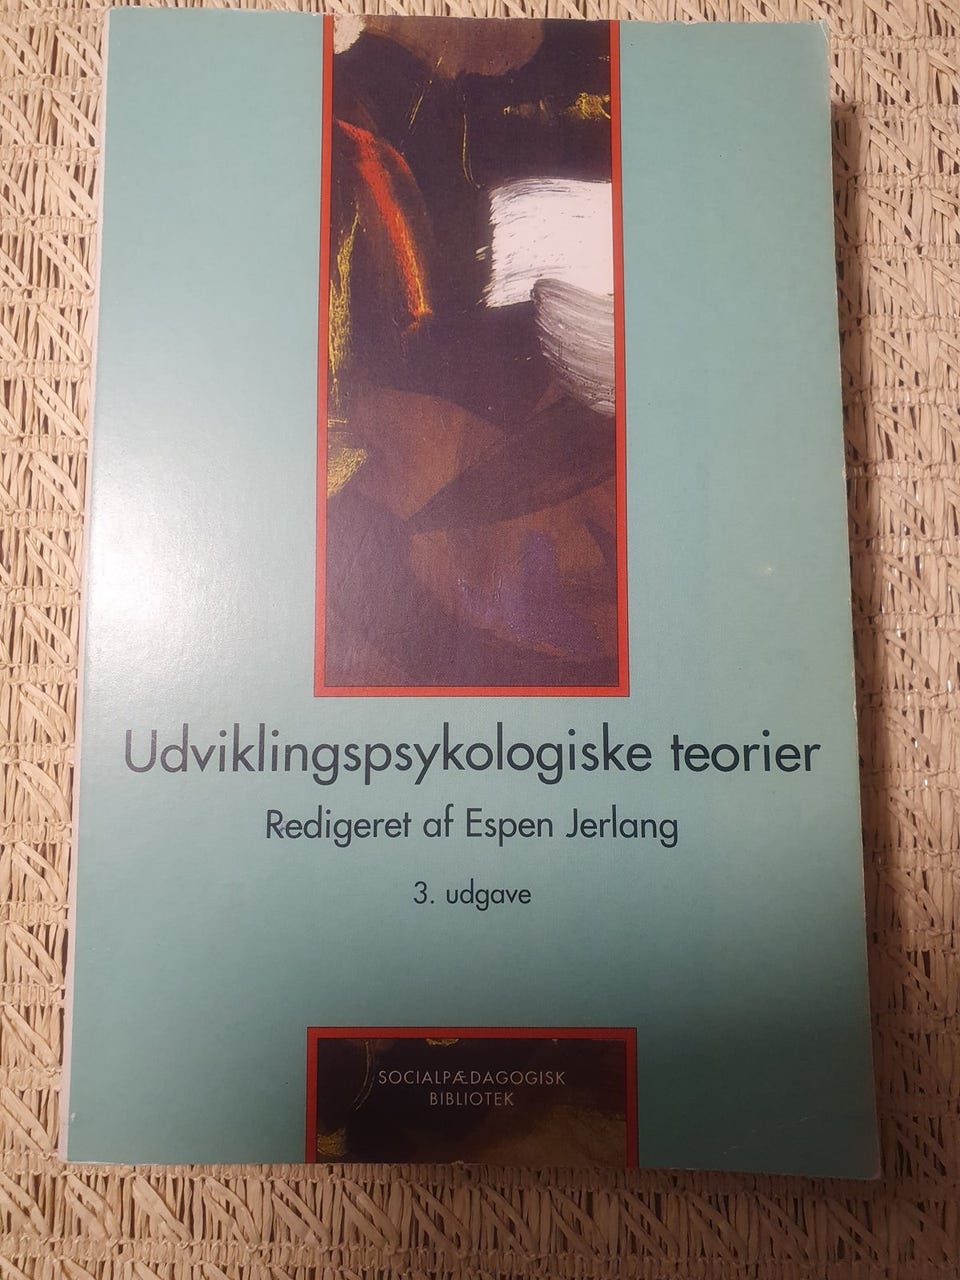 Udviklingspsykologiske teorier
Redigeret af Espen Jerlang
3. udgave
SOCIALPÆDAGOGISK
BIBLIOTEK